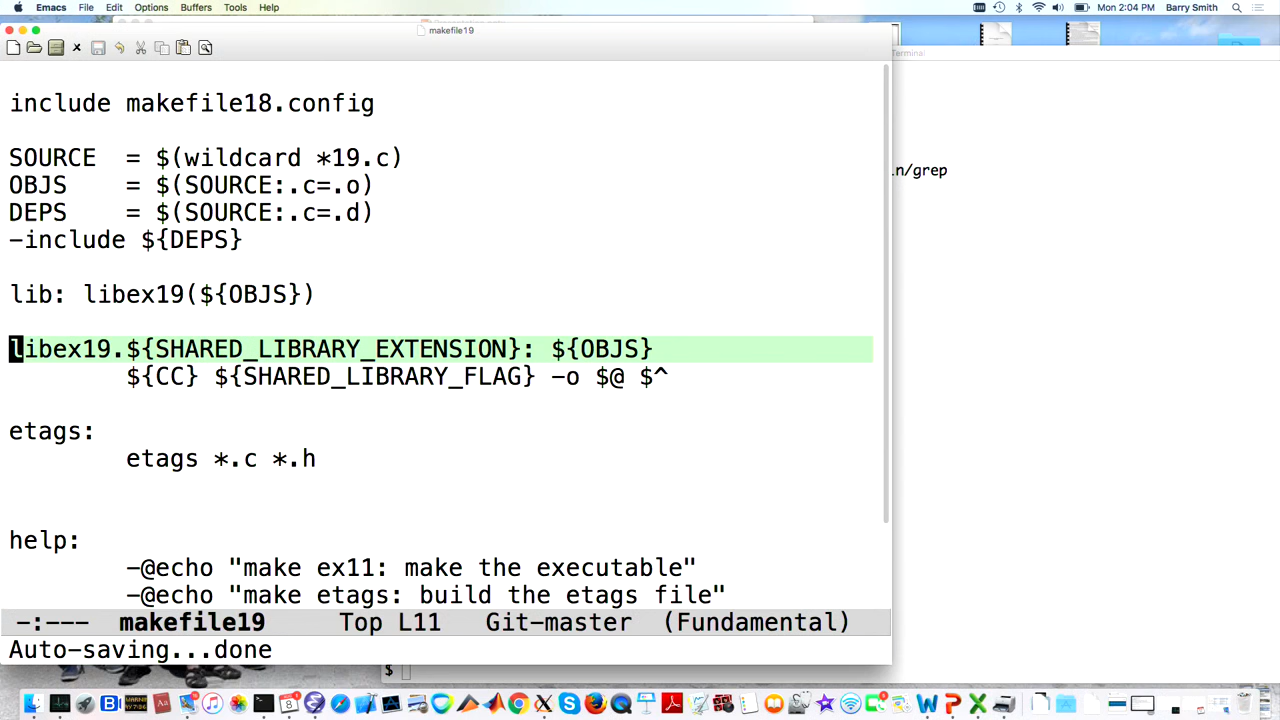 Emacs File Edit Options Buffers Tools Help Mon 2:04 PM Barry Smith
makefile19
Terminal
include makefile18.config
SOURCE = $(wildcard *19.c)
n/grep
OBJS = $(SOURCE:.c=.o)
DEPS = $(SOURCE:.c=.d)
-include ${DEPS}
lib: libex19(${OBJS})
libex19.${SHARED_LIBRARY_EXTENSION}: ${OBJS}
${CC} ${SHARED_LIBRARY_FLAG} -o $@ $^
etags:
etags *.c *.h
help:
-@echo "make ex11: make the executable"
-@echo "make etags: build the etags file"
-:--- makefile19 Top L11 Git-master (Fundamental)
Auto-saving...done
$